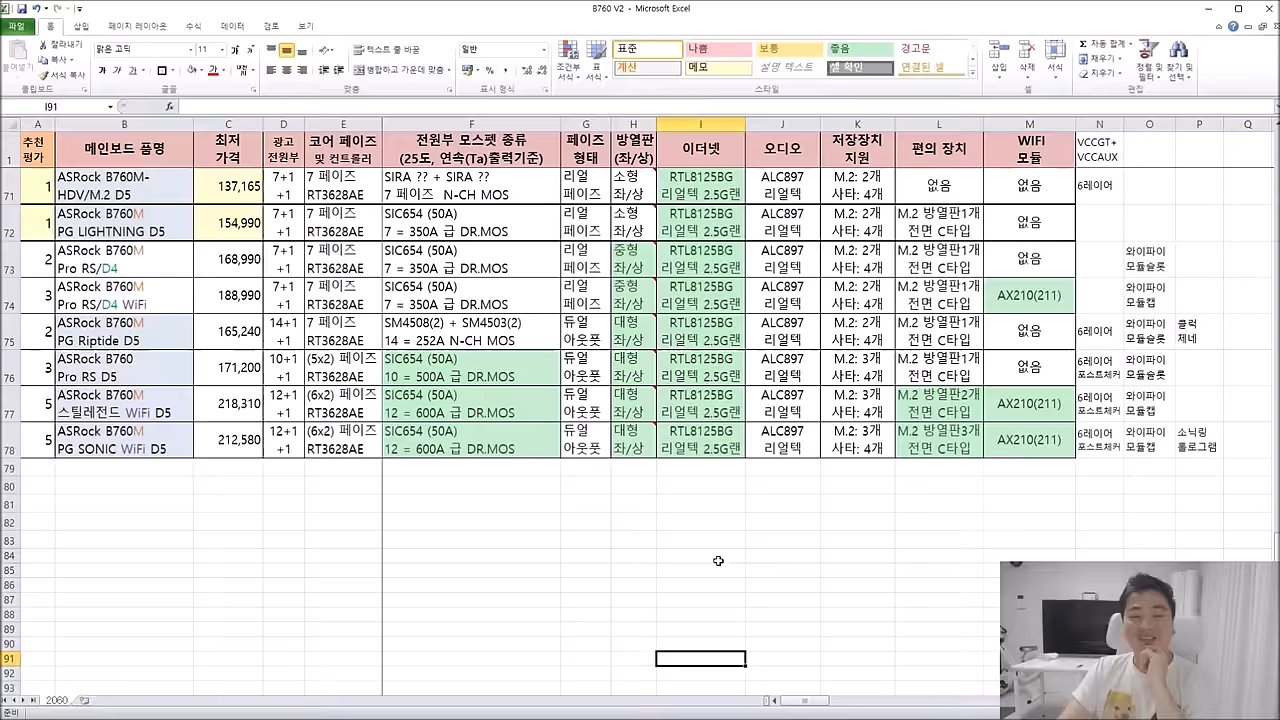 B760 V2 - Microsoft Excel
파일 홈 삽입 페이지 레이아웃 수식 데이터 검토 보기
잘라내기
복사
서식 복사
붙여넣기
클립보드
맑은 고딕 11
가 가 가
글꼴
텍스트 줄 바꿈
병합하고 가운데 맞춤
맞춤
일반
표시 형식
조건부 서식
표 서식
표준 나쁨 보통 좋음 경고문
계산 메모 설명 텍스트 셀 확인 연결된 셀
스타일
삽입 삭제 서식
셀
자동 합계
채우기
지우기
정렬 및 필터
찾기 및 선택
편집
I91 fx
A B C D E F G H I J K L M N O P Q
1 추천 평가 메인보드 품명 최저 가격 광고 전원부 코어 페이즈 및 컨트롤러 전원부 모스펫 종류 (25도, 연속(Ta)출력기준) 페이즈 형태 방열판 (좌/상) 이더넷 오디오 저장장치 지원 편의 장치 WIFI 모듈 VCCGT+ VCCAUX
71 1 ASRock B760M- HDV/M.2 D5 137,165 7+1 +1 7 페이즈 RT3628AE SIRA ?? + SIRA ?? 7 페이즈 N-CH MOS 리얼 페이즈 소형 좌/상 RTL8125BG 리얼텍 2.5G랜 ALC897 리얼텍 M.2: 2개 사타: 4개 없음 없음 6레이어
72 1 ASRock B760M PG LIGHTNING D5 154,990 7+1 +1 7 페이즈 RT3628AE SIC654 (50A) 7 = 350A 급 DR.MOS 리얼 페이즈 소형 좌/상 RTL8125BG 리얼텍 2.5G랜 ALC897 리얼텍 M.2: 2개 사타: 4개 M.2 방열판1개 전면 C타입 없음
73 2 ASRock B760M Pro RS/D4 168,990 7+1 +1 7 페이즈 RT3628AE SIC654 (50A) 7 = 350A 급 DR.MOS 리얼 페이즈 중형 좌/상 RTL8125BG 리얼텍 2.5G랜 ALC897 리얼텍 M.2: 2개 사타: 4개 M.2 방열판1개 전면 C타입 없음 와이파이 모듈슬롯
74 3 ASRock B760M Pro RS/D4 WiFi 188,990 7+1 +1 7 페이즈 RT3628AE SIC654 (50A) 7 = 350A 급 DR.MOS 리얼 페이즈 중형 좌/상 RTL8125BG 리얼텍 2.5G랜 ALC897 리얼텍 M.2: 2개 사타: 4개 M.2 방열판1개 전면 C타입 AX210(211) 와이파이 모듈캡
75 2 ASRock B760M PG Riptide D5 165,240 14+1 +1 7 페이즈 RT3628AE SM4508(2) + SM4503(2) 14 = 252A N-CH MOS 듀얼 아웃풋 대형 좌/상 RTL8125BG 리얼텍 2.5G랜 ALC897 리얼텍 M.2: 2개 사타: 4개 M.2 방열판1개 전면 C타입 없음 6레이어 와이파이 모듈슬롯 클럭 제네
76 3 ASRock B760 Pro RS D5 171,200 10+1 +1 (5x2) 페이즈 RT3628AE SIC654 (50A) 10 = 500A 급 DR.MOS 듀얼 아웃풋 대형 좌/상 RTL8125BG 리얼텍 2.5G랜 ALC897 리얼텍 M.2: 3개 사타: 4개 M.2 방열판1개 전면 C타입 없음 6레이어 포스트체커 와이파이 모듈슬롯
77 5 ASRock B760M 스틸레전드 WiFi D5 218,310 12+1 +1 (6x2) 페이즈 RT3628AE SIC654 (50A) 12 = 600A 급 DR.MOS 듀얼 아웃풋 대형 좌/상 RTL8125BG 리얼텍 2.5G랜 ALC897 리얼텍 M.2: 3개 사타: 4개 M.2 방열판2개 전면 C타입 AX210(211) 6레이어 포스트체커 와이파이 모듈캡
78 5 ASRock B760M PG SONIC WiFi D5 212,580 12+1 +1 (6x2) 페이즈 RT3628AE SIC654 (50A) 12 = 600A 급 DR.MOS 듀얼 아웃풋 대형 좌/상 RTL8125BG 리얼텍 2.5G랜 ALC897 리얼텍 M.2: 3개 사타: 4개 M.2 방열판3개 전면 C타입 AX210(211) 6레이어 포스트체커 와이파이 모듈캡 소닉링 홀로그램
79
80
81
82
83
84
85
86
87
88
89
90
91
92
93
2060
준비